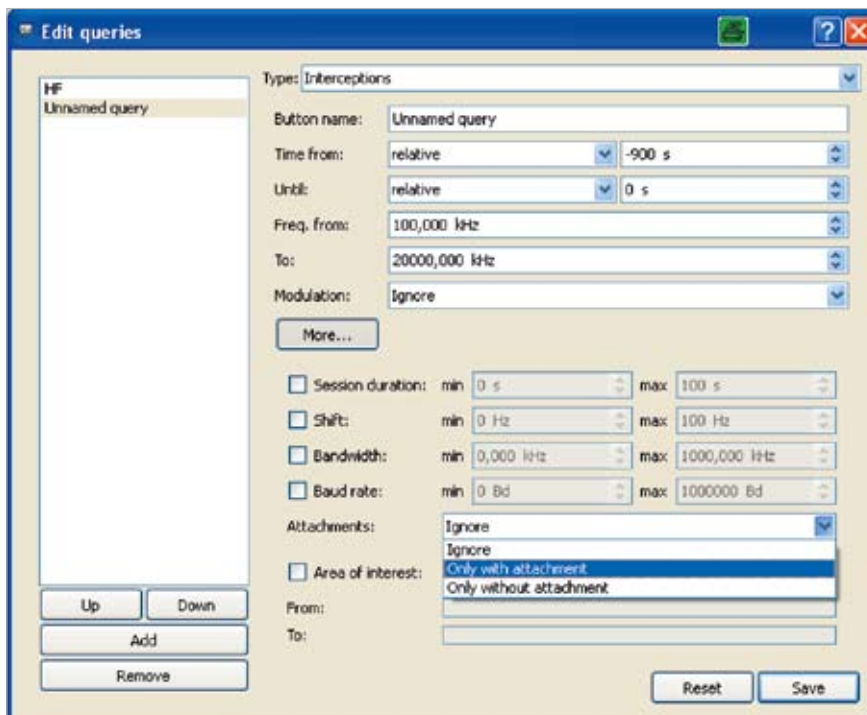 Edit queries
HF
Unnamed query
Type: Interceptions
Button name: Unnamed query
Time from: relative -900 s
Until: relative 0 s
Freq. from: 100,000 kHz
To: 20000,000 kHz
Modulation: Ignore
More...
Session duration: min 0 s max 100 s
Shift: min 0 Hz max 100 Hz
Bandwidth: min 0,000 kHz max 1000,000 kHz
Baud rate: min 0 Bd max 1000000 Bd
Attachments: Ignore
Ignore
Only with attachment
Only without attachment
Area of interest:
From:
To:
Up Down
Add
Remove
Reset Save